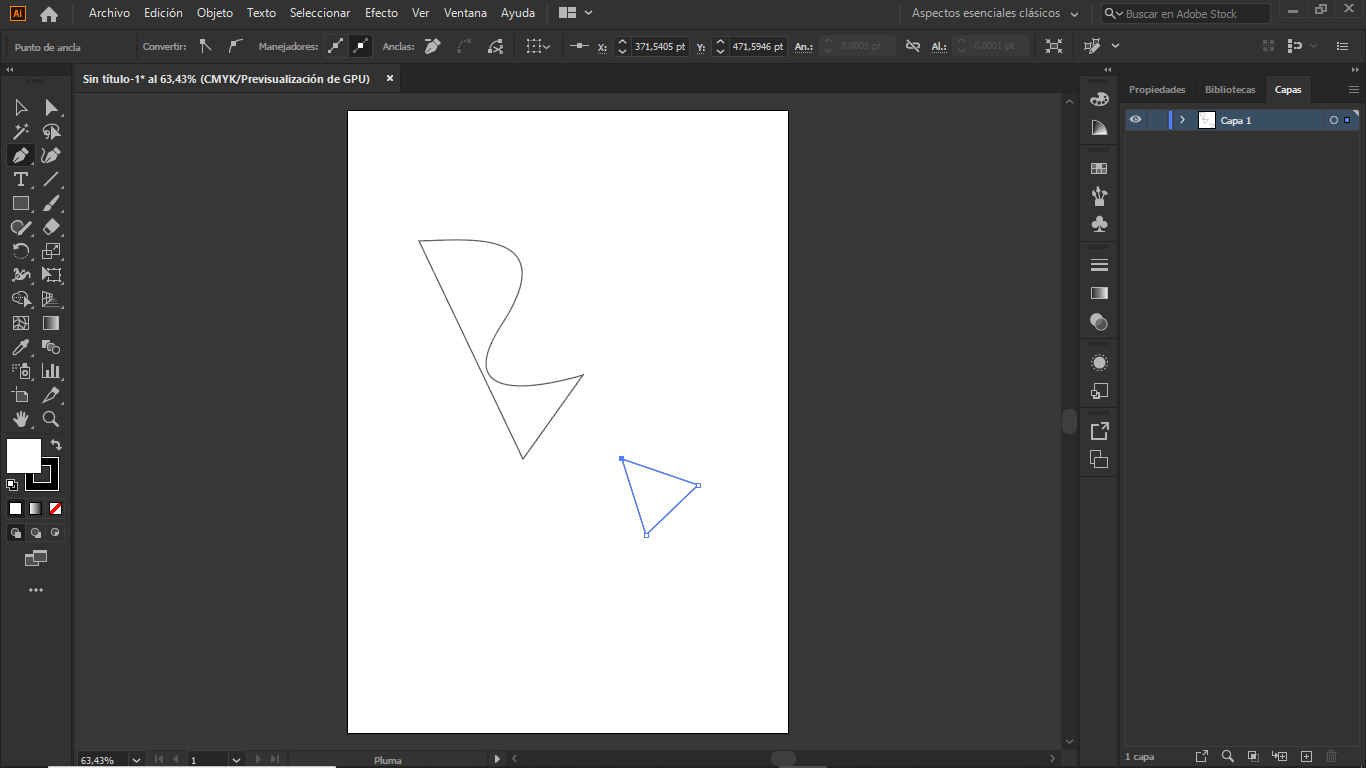 Ai Archivo Edición Objeto Texto Seleccionar Efecto Ver Ventana Ayuda Aspectos esenciales clásicos Buscar en Adobe Stock
Punto de ancla Convertir: Manejadores: Anclas: X: 371,5405 pt Y: 471,5946 pt An.: 0,0001 pt Al.: 0,0001 pt
Sin título-1* al 63,43% (CMYK/Previsualización de GPU) ×
Propiedades Bibliotecas Capas
Capa 1
1 capa
63,43% 1 Pluma